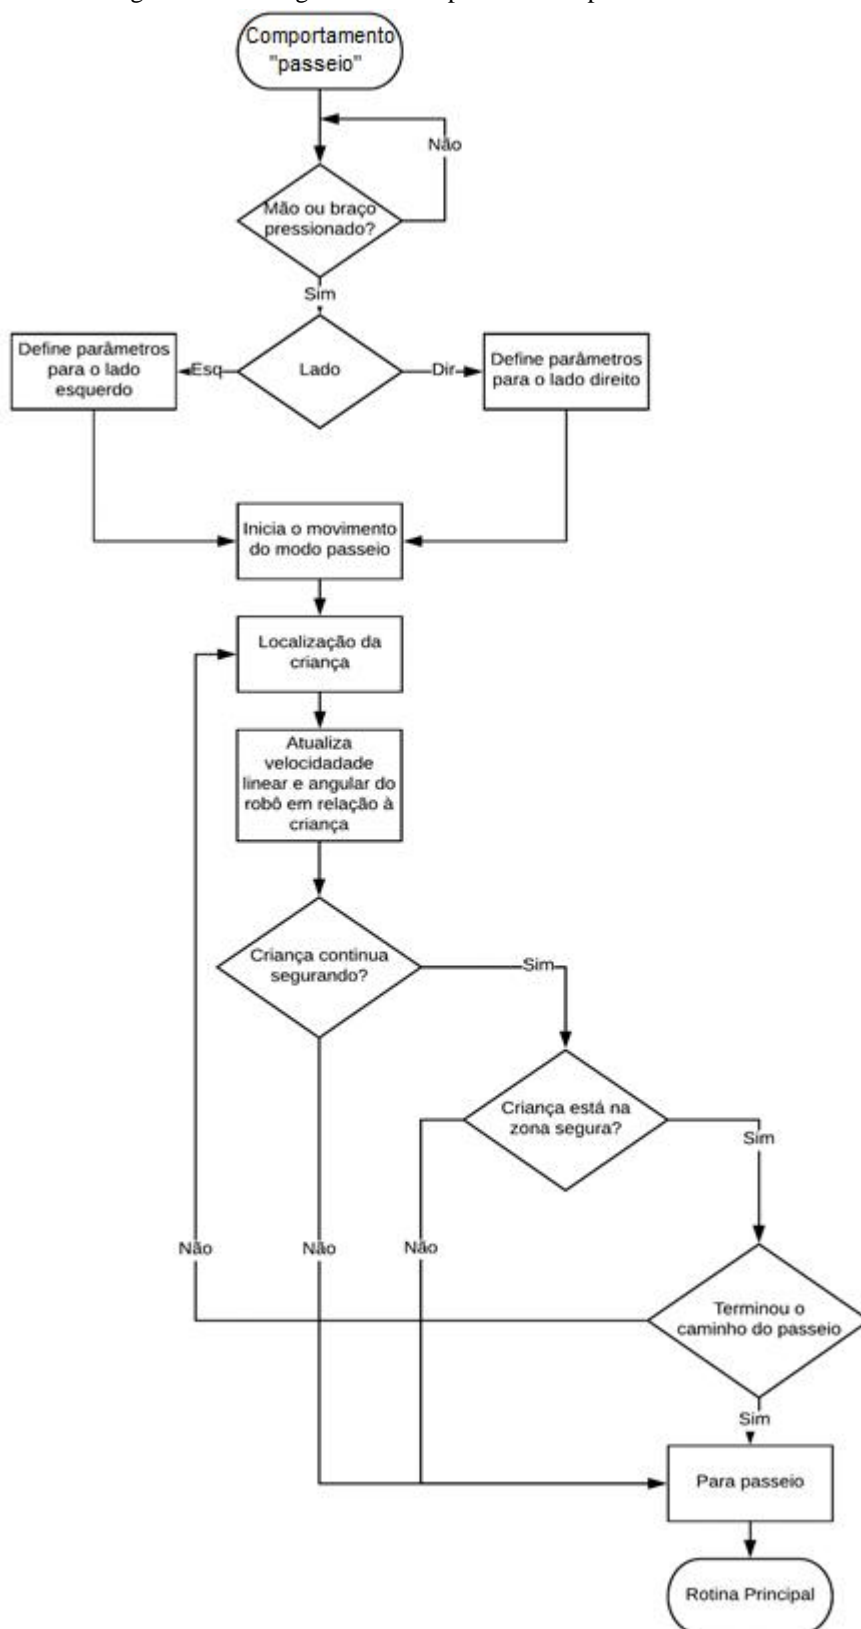 Comportamento
"passeio"
Não
Mão ou braço
pressionado?
Sim
Define parâmetros
para o lado
esquerdo
Esq
Lado
Dir
Define parâmetros
para o lado direito
Inicia o movimento
do modo passeio
Localização da
criança
Atualiza
velocidadade
linear e angular do
robô em relação à
criança
Criança continua
segurando?
Sim
Criança está na
zona segura?
Sim
Não
Não
Não
Terminou o
caminho do passeio
Sim
Para passeio
Rotina Principal